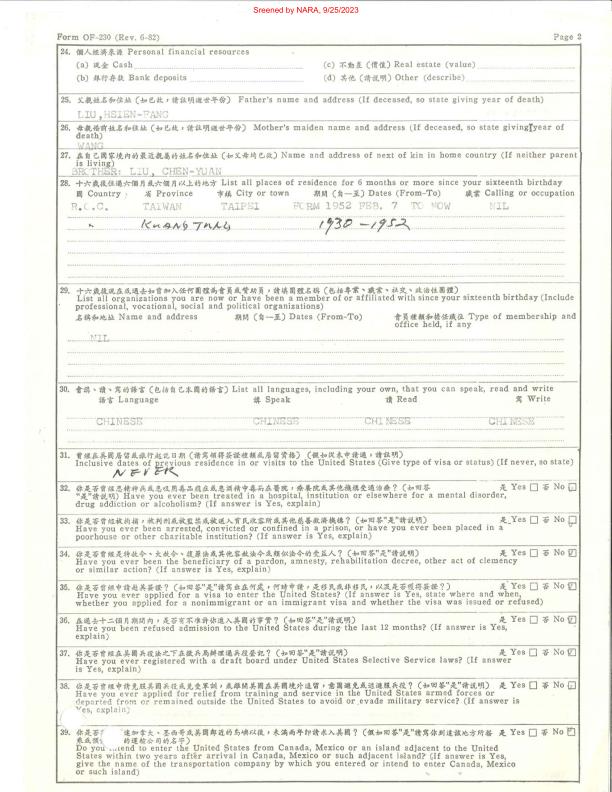 Sreened by NARA, 9/25/2023
Form OF-230 (Rev. 6-82) Page 2
24. 個人經濟來源 Personal financial resources
(a) 現金 Cash (c) 不動產 (價值) Real estate (value)
(b) 銀行存款 Bank deposits (d) 其他 (請說明) Other (describe)
25. 父親姓名和住址 (如已故，請註明逝世年份) Father's name and address (If deceased, so state giving year of death)
LIU,HSIEN-FANG
26. 母親婚前姓名和住址 (如已故，請註明逝世年份) Mother's maiden name and address (If deceased, so state giving year of
death)
WANG
27. 在自己國家境內的最近親屬的姓名和住址 (如父母均已故) Name and address of next of kin in home country (If neither parent
is living)
BROTHER: LIU, CHEN-YUAN
28. 十六歲後住過六個月或六個月以上的地方 List all places of residence for 6 months or more since your sixteenth birthday
國 Country 省 Province 市鎮 City or town 期間 (自—至) Dates (From-To) 職業 Calling or occupation
R.O.C. TAIWAN TAIPEI FORM 1952 FEB. 7 TO NOW NIL
" KUANG TUNG 1930-1952
29. 十六歲後現在或過去如曾加入任何團體為會員或贊助員，請填團體名稱 (包括專業、職業、社交、政治性團體)
List all organizations you are now or have been a member of or affiliated with since your sixteenth birthday (Include
professional, vocational, social and political organizations)
名稱和地址 Name and address 期間 (自—至) Dates (From-To) 會員種類和擔任職位 Type of membership and
office held, if any
NIL
30. 會講、讀、寫的語言 (包括自己本國的語言) List all languages, including your own, that you can speak, read and write
語言 Language 講 Speak 讀 Read 寫 Write
CHINESE CHINESE CHINESE CHINESE
31. 曾經在美國居留或旅行起訖日期 (請寫領得簽證種類或居留資格) (假如從未申請過，請註明)
Inclusive dates of previous residence in or visits to the United States (Give type of visa or status) (If never, so state)
NEVER
32. 你是否曾經患精神病或患吸用毒品癮在或患酒精中毒而在醫院，療養院或其他機構受過治療？ (如回答 是 Yes 否 No
"是"請說明) Have you ever been treated in a hospital, institution or elsewhere for a mental disorder,
drug addiction or alcoholism? (If answer is Yes, explain)
33. 你是否曾經被拘捕，被判刑或被監禁或被送入貧民收容所或其他慈善救濟機構？ (如回答"是"請說明) 是 Yes 否 No
Have you ever been arrested, convicted or confined in a prison, or have you ever been placed in a
poorhouse or other charitable institution? (If answer is Yes, explain)
34. 你是否曾經是特赦令、大赦令、復原法或其他寬赦法令或類似法令的受益人？ (如回答"是"請說明) 是 Yes 否 No
Have you ever been the beneficiary of a pardon, amnesty, rehabilitation decree, other act of clemency
or similar action? (If answer is Yes, explain)
35. 你是否曾經申請赴美簽證？ (如回答"是"請寫出在何處，何時申請，是移民或非移民，以及是否獲得簽證？) 是 Yes 否 No
Have you ever applied for a visa to enter the United States? (If answer is Yes, state where and when,
whether you applied for a nonimmigrant or an immigrant visa and whether the visa was issued or refused)
36. 在過去十二個月期內，是否有不准許你進入美國的事實？ (如回答"是"請說明) 是 Yes 否 No
Have you been refused admission to the United States during the last 12 months? (If answer is Yes,
explain)
37. 你是否曾經在美國兵役法之下在徵兵局辦理過兵役登記？ (如回答"是"請說明) 是 Yes 否 No
Have you ever registered with a draft board under United States Selective Service laws? (If answer
is Yes, explain)
38. 你是否曾經申請免服美國兵役或免受軍訓，或離開美國在美國境外逗留，意圖避免或逃避服兵役？ (如回答"是"請說明) 是 Yes 否 No
Have you ever applied for relief from training and service in the United States armed forces or
departed from or remained outside the United States to avoid or evade military service? (If answer is
Yes, explain)
39. 你是否 進加拿大、墨西哥或美國鄰近的島嶼以後，未滿兩年即請求入美國？ (假如回答"是"請寫你到達該地方所搭 是 Yes 否 No
乘或 的運輸公司的名字)
Do you intend to enter the United States from Canada, Mexico or an island adjacent to the United
States within two years after arrival in Canada, Mexico or such adjacent island? (If answer is Yes,
give the name of the transportation company by which you entered or intend to enter Canada, Mexico
or such island)